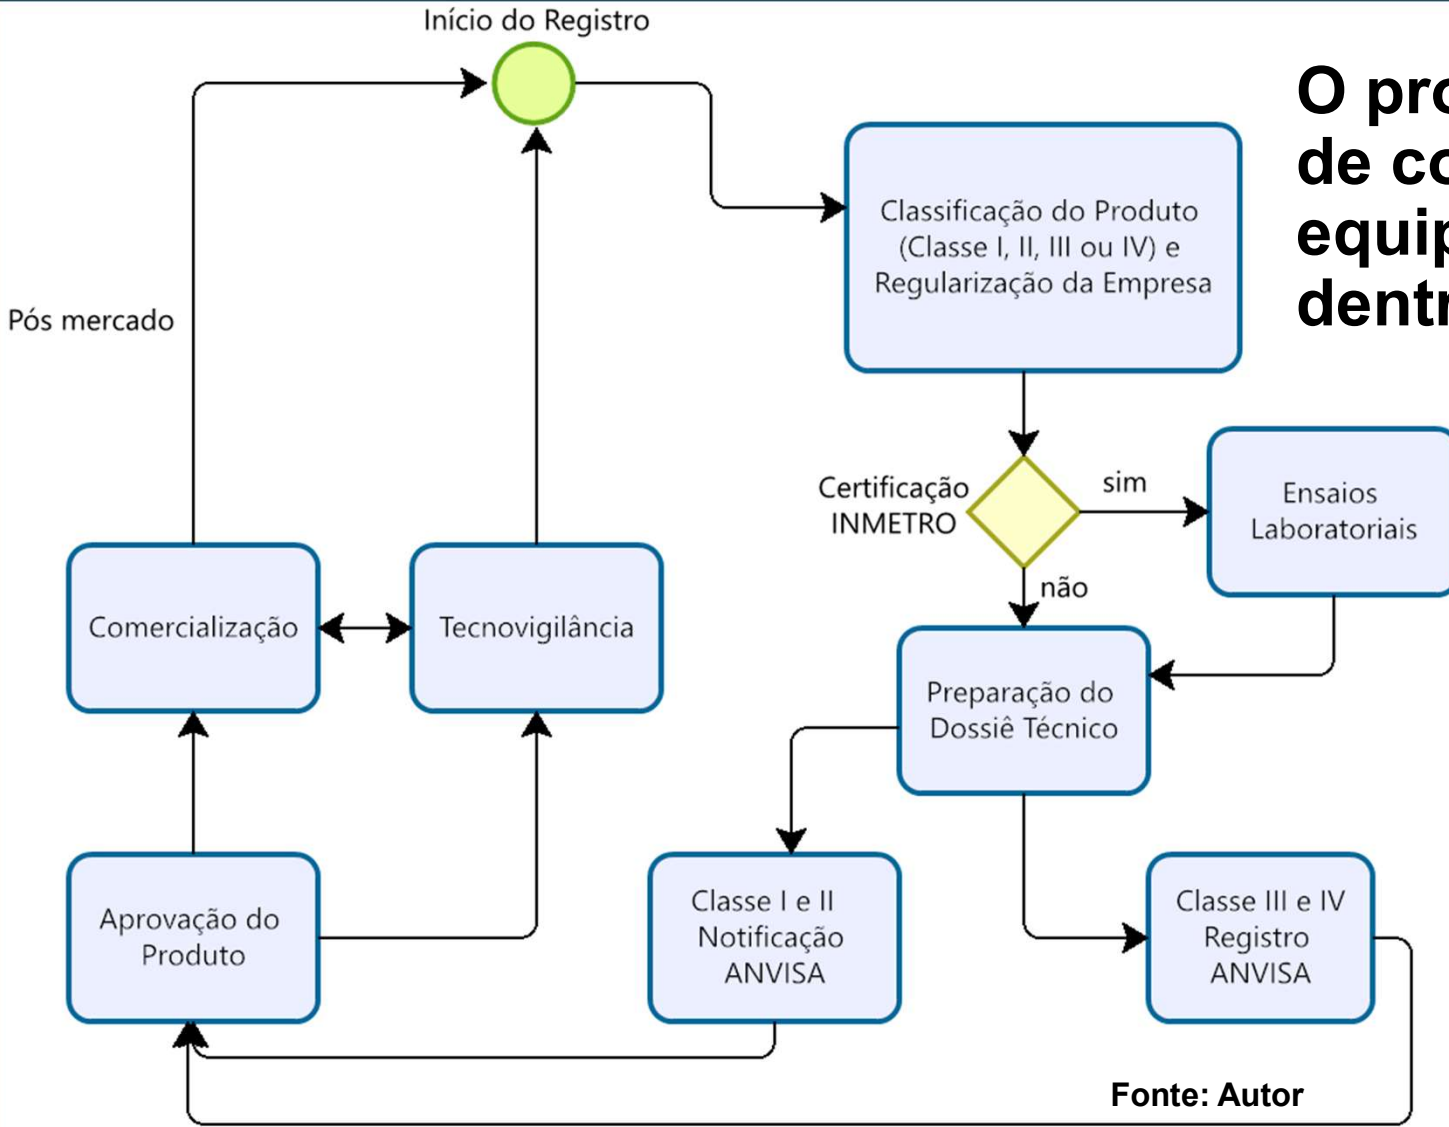 Início do Registro
O pro
de co
equip
dentr
Classificação do Produto
(Classe I, II, III ou IV) e
Regularização da Empresa
Pós mercado
Certificação
INMETRO
sim
Ensaios
Laboratoriais
não
Comercialização
Tecnovigilância
Preparação do
Dossiê Técnico
Aprovação do
Produto
Classe I e II
Notificação
ANVISA
Classe III e IV
Registro
ANVISA
Fonte: Autor